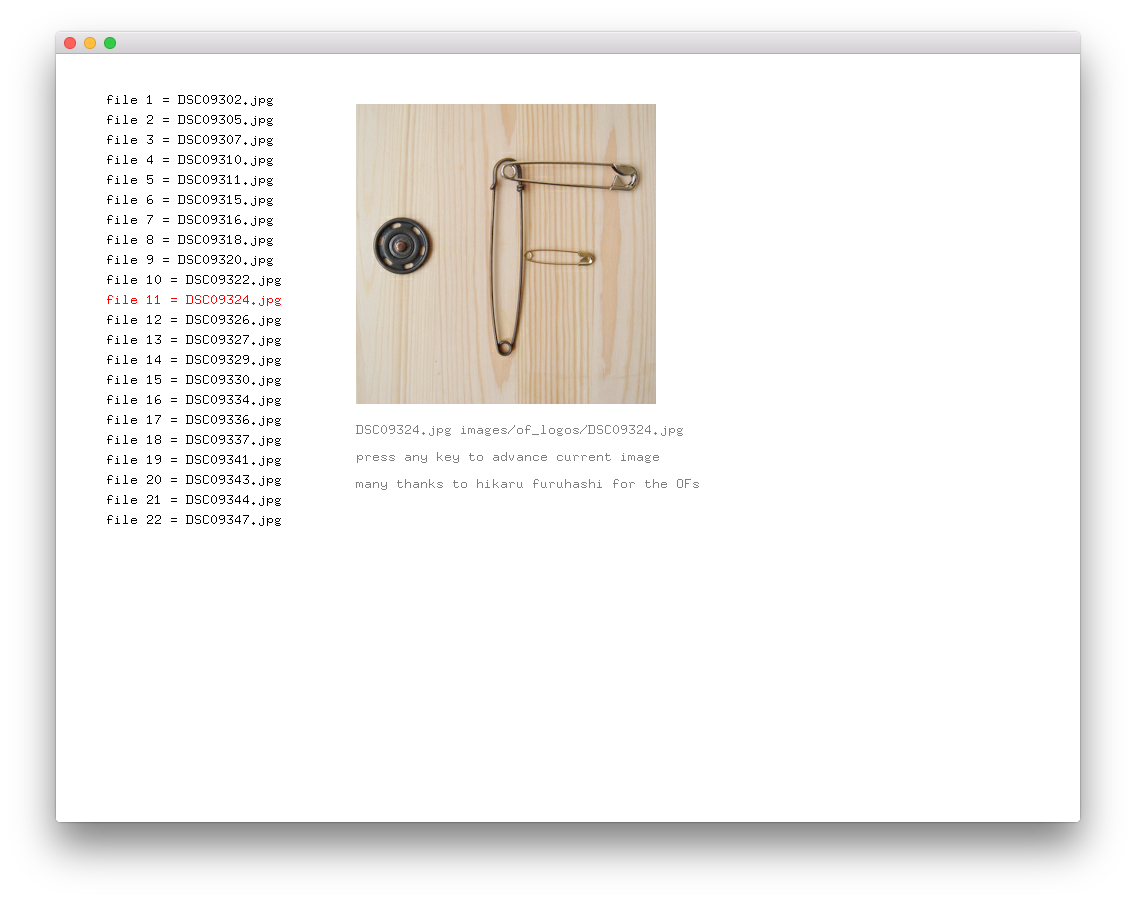 file 1 = DSC09302.jpg
file 2 = DSC09305.jpg
file 3 = DSC09307.jpg
file 4 = DSC09310.jpg
file 5 = DSC09311.jpg
file 6 = DSC09315.jpg
file 7 = DSC09316.jpg
file 8 = DSC09318.jpg
file 9 = DSC09320.jpg
file 10 = DSC09322.jpg
file 11 = DSC09324.jpg
file 12 = DSC09326.jpg
file 13 = DSC09327.jpg
file 14 = DSC09329.jpg
file 15 = DSC09330.jpg
file 16 = DSC09334.jpg
file 17 = DSC09336.jpg
file 18 = DSC09337.jpg
file 19 = DSC09341.jpg
file 20 = DSC09343.jpg
file 21 = DSC09344.jpg
file 22 = DSC09347.jpg
DSC09324.jpg images/of_logos/DSC09324.jpg
press any key to advance current image
many thanks to hikaru furuhashi for the OFs